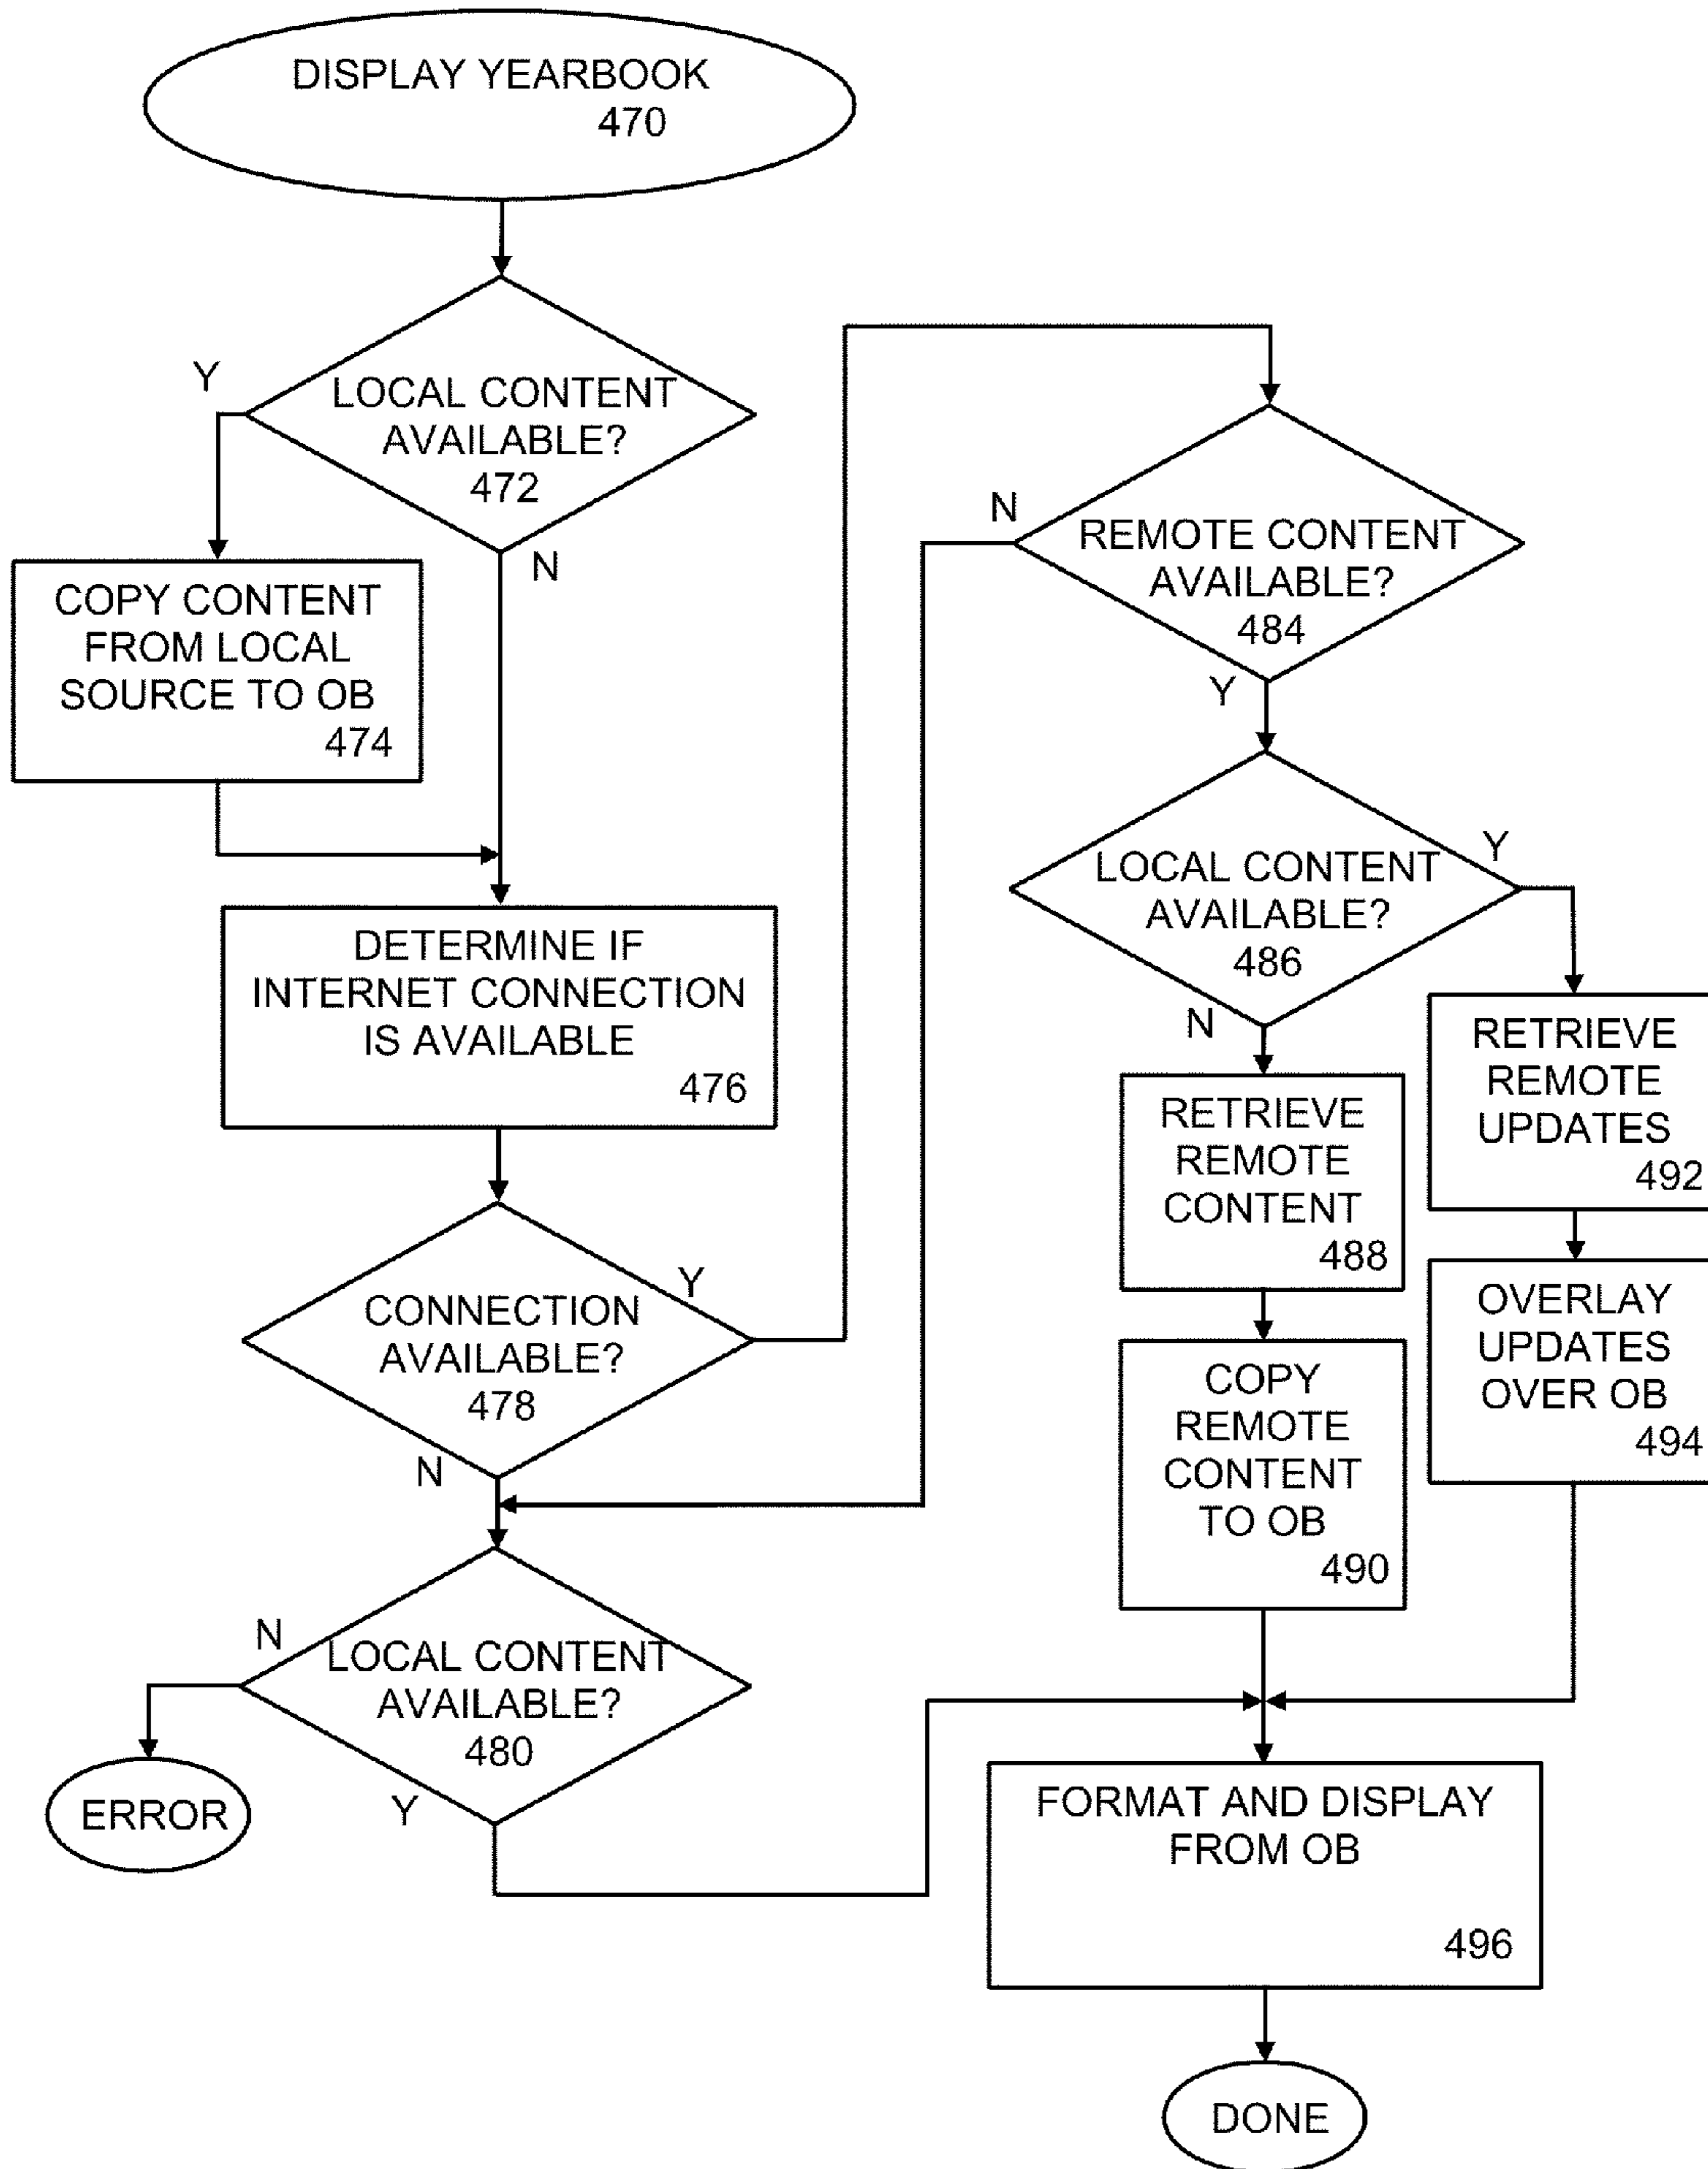 DISPLAY YEARBOOK
470
Y
LOCAL CONTENT
AVAILABLE?
472
N
COPY CONTENT
FROM LOCAL
SOURCE TO OB
474
DETERMINE IF
INTERNET CONNECTION
IS AVAILABLE
476
Y
CONNECTION
AVAILABLE?
478
N
N
LOCAL CONTENT
AVAILABLE?
480
Y
ERROR
N
REMOTE CONTENT
AVAILABLE?
484
Y
Y
LOCAL CONTENT
AVAILABLE?
486
N
RETRIEVE
REMOTE
CONTENT
488
COPY
REMOTE
CONTENT
TO OB
490
RETRIEVE
REMOTE
UPDATES
492
OVERLAY
UPDATES
OVER OB
494
FORMAT AND DISPLAY
FROM OB
496
DONE